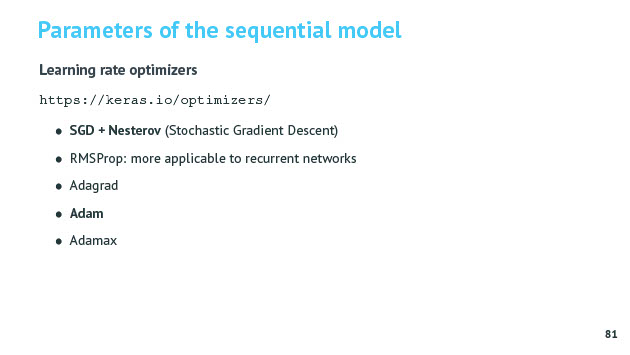 Parameters of the sequential model
Learning rate optimizers
https://keras.io/optimizers/
● SGD + Nesterov (Stochastic Gradient Descent)
● RMSProp: more applicable to recurrent networks
● Adagrad
● Adam
● Adamax
81